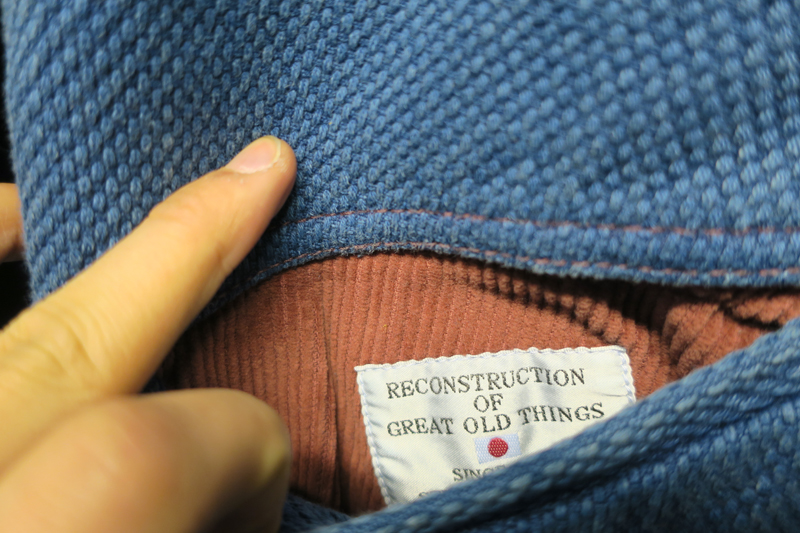 RECONSTRUCTION
OF
GREAT OLD THINGS